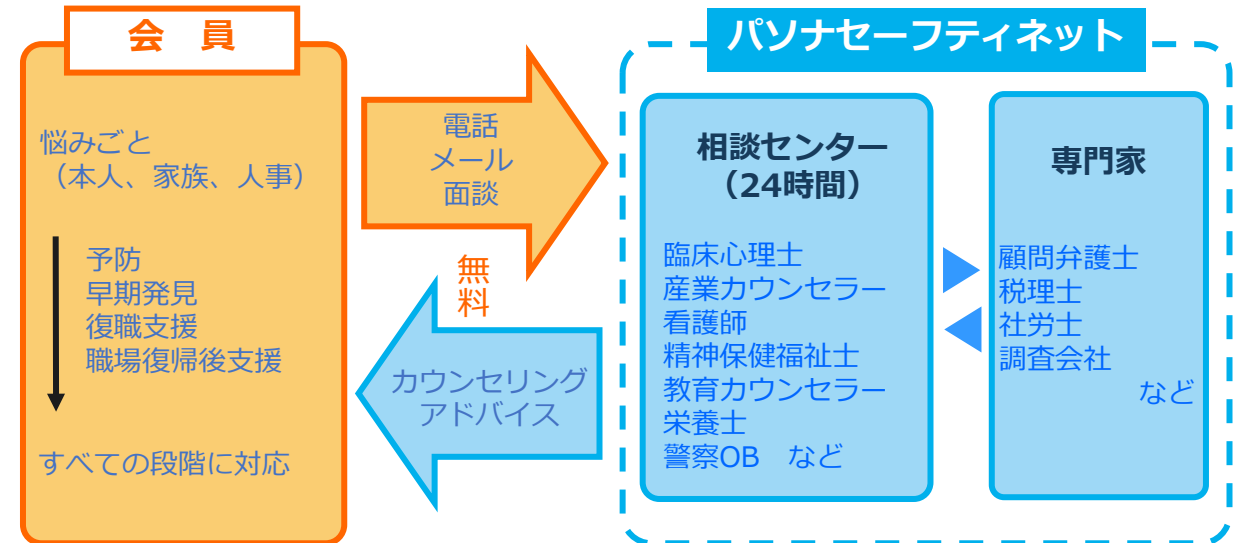 会　員
悩みごと
（本人、家族、人事）
予防
早期発見
復職支援
職場復帰後支援
すべての段階に対応
電話
メール
面談
無
料
カウンセリング
アドバイス
パソナセーフティネット
相談センター
（24時間）
臨床心理士
産業カウンセラー
看護師
精神保健福祉士
教育カウンセラー
栄養士
警察OB　など
専門家
顧問弁護士
税理士
社労士
調査会社
など